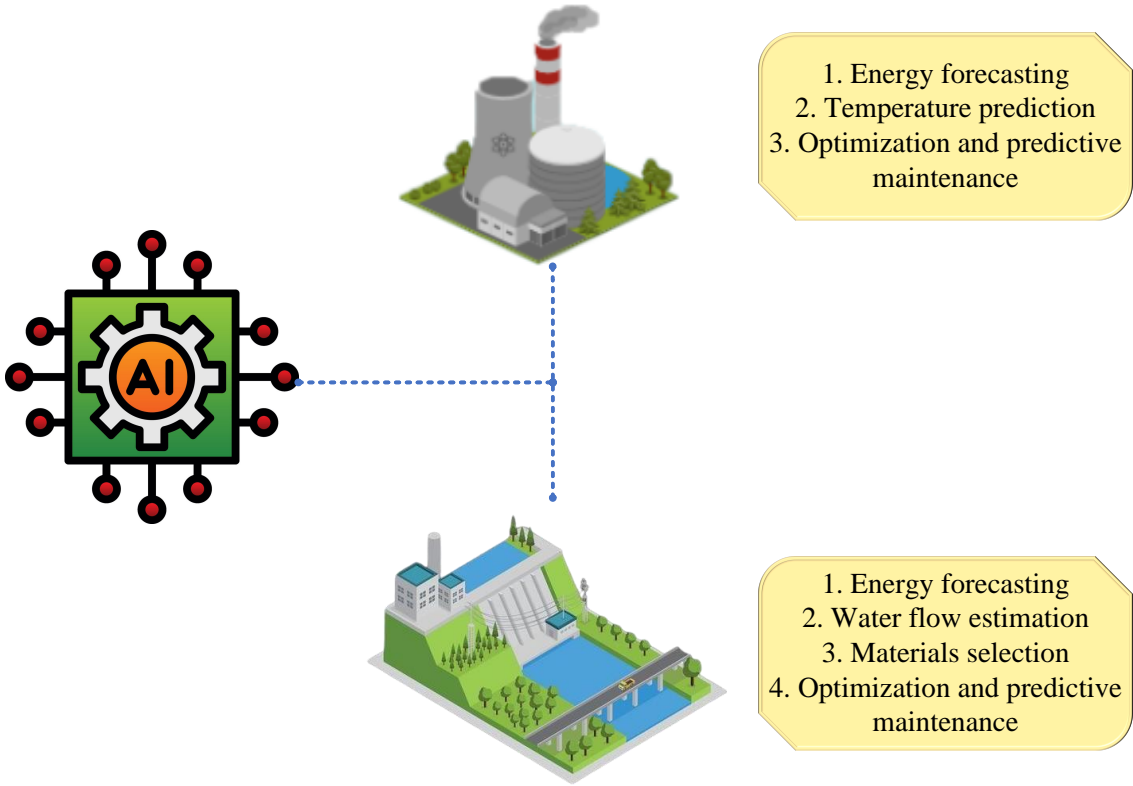 1. Energy forecasting
2. Temperature prediction
3. Optimization and predictive
maintenance
AI
1. Energy forecasting
2. Water flow estimation
3. Materials selection
4. Optimization and predictive
maintenance